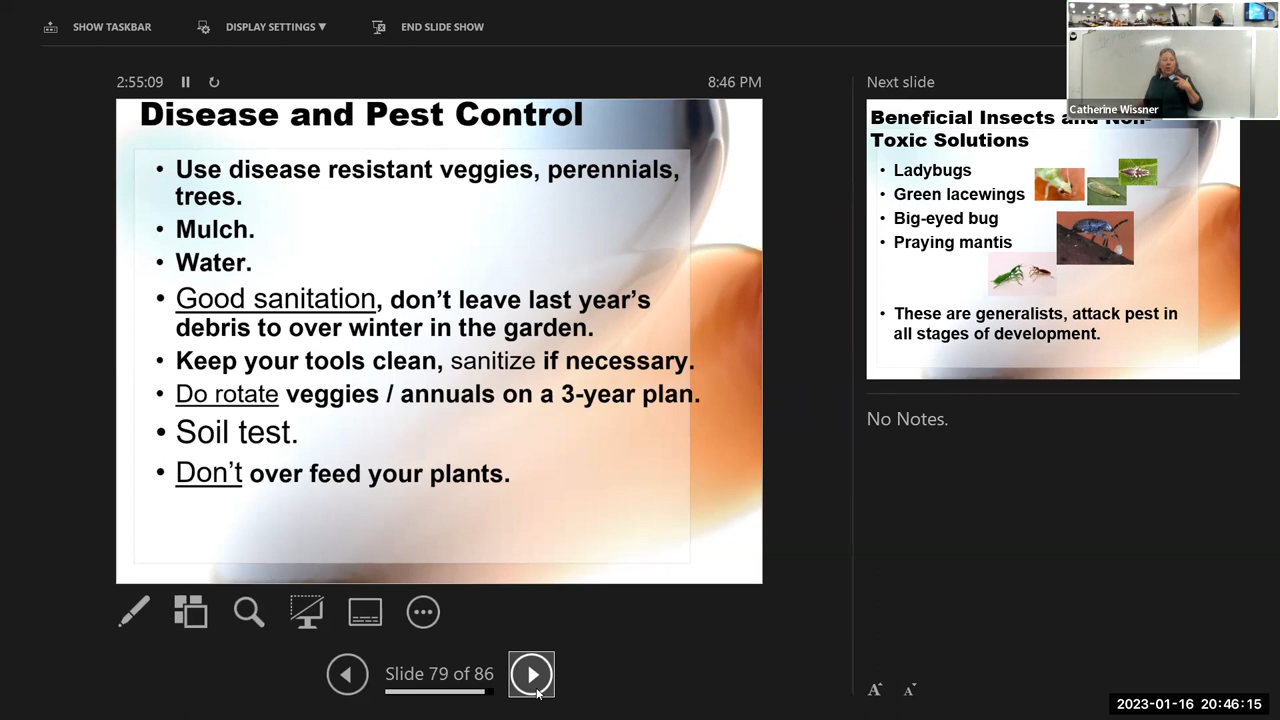 SHOW TASKBAR
DISPLAY SETTINGS ▼
END SLIDE SHOW
2:55:09
8:46 PM
Disease and Pest Control
• Use disease resistant veggies, perennials,
trees.
• Mulch.
• Water.
• Good sanitation, don’t leave last year’s
debris to over winter in the garden.
• Keep your tools clean, sanitize if necessary.
• Do rotate veggies / annuals on a 3-year plan.
• Soil test.
• Don’t over feed your plants.
Slide 79 of 86
Next slide
Catherine Wissner
Beneficial Insects and Non-
Toxic Solutions
• Ladybugs
• Green lacewings
• Big-eyed bug
• Praying mantis
• These are generalists, attack pest in
all stages of development.
No Notes.
A A
2023-01-16 20:46:15